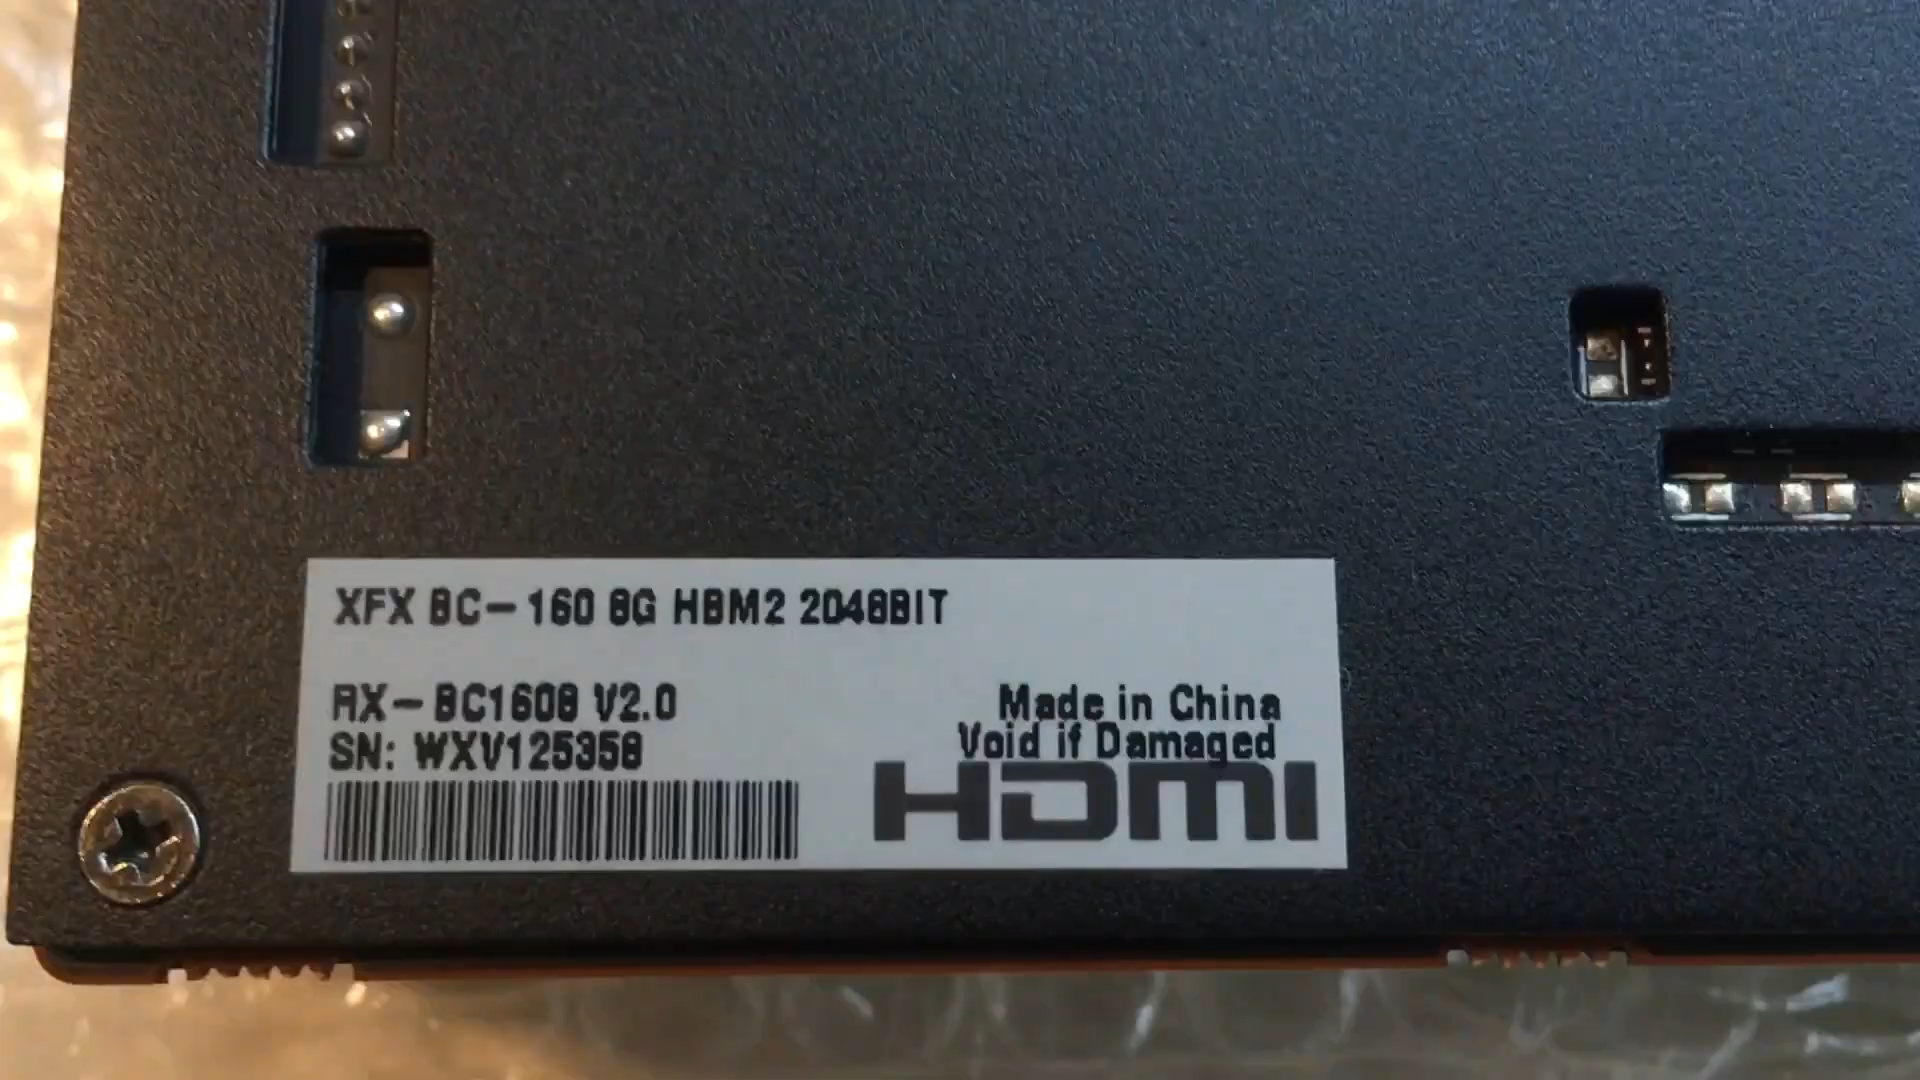 XFX BC-160 8G HBM2 2048BIT
RX-BC1608 V2.0
SN: WXV125358
Made in China
Void if Damaged
HDMI